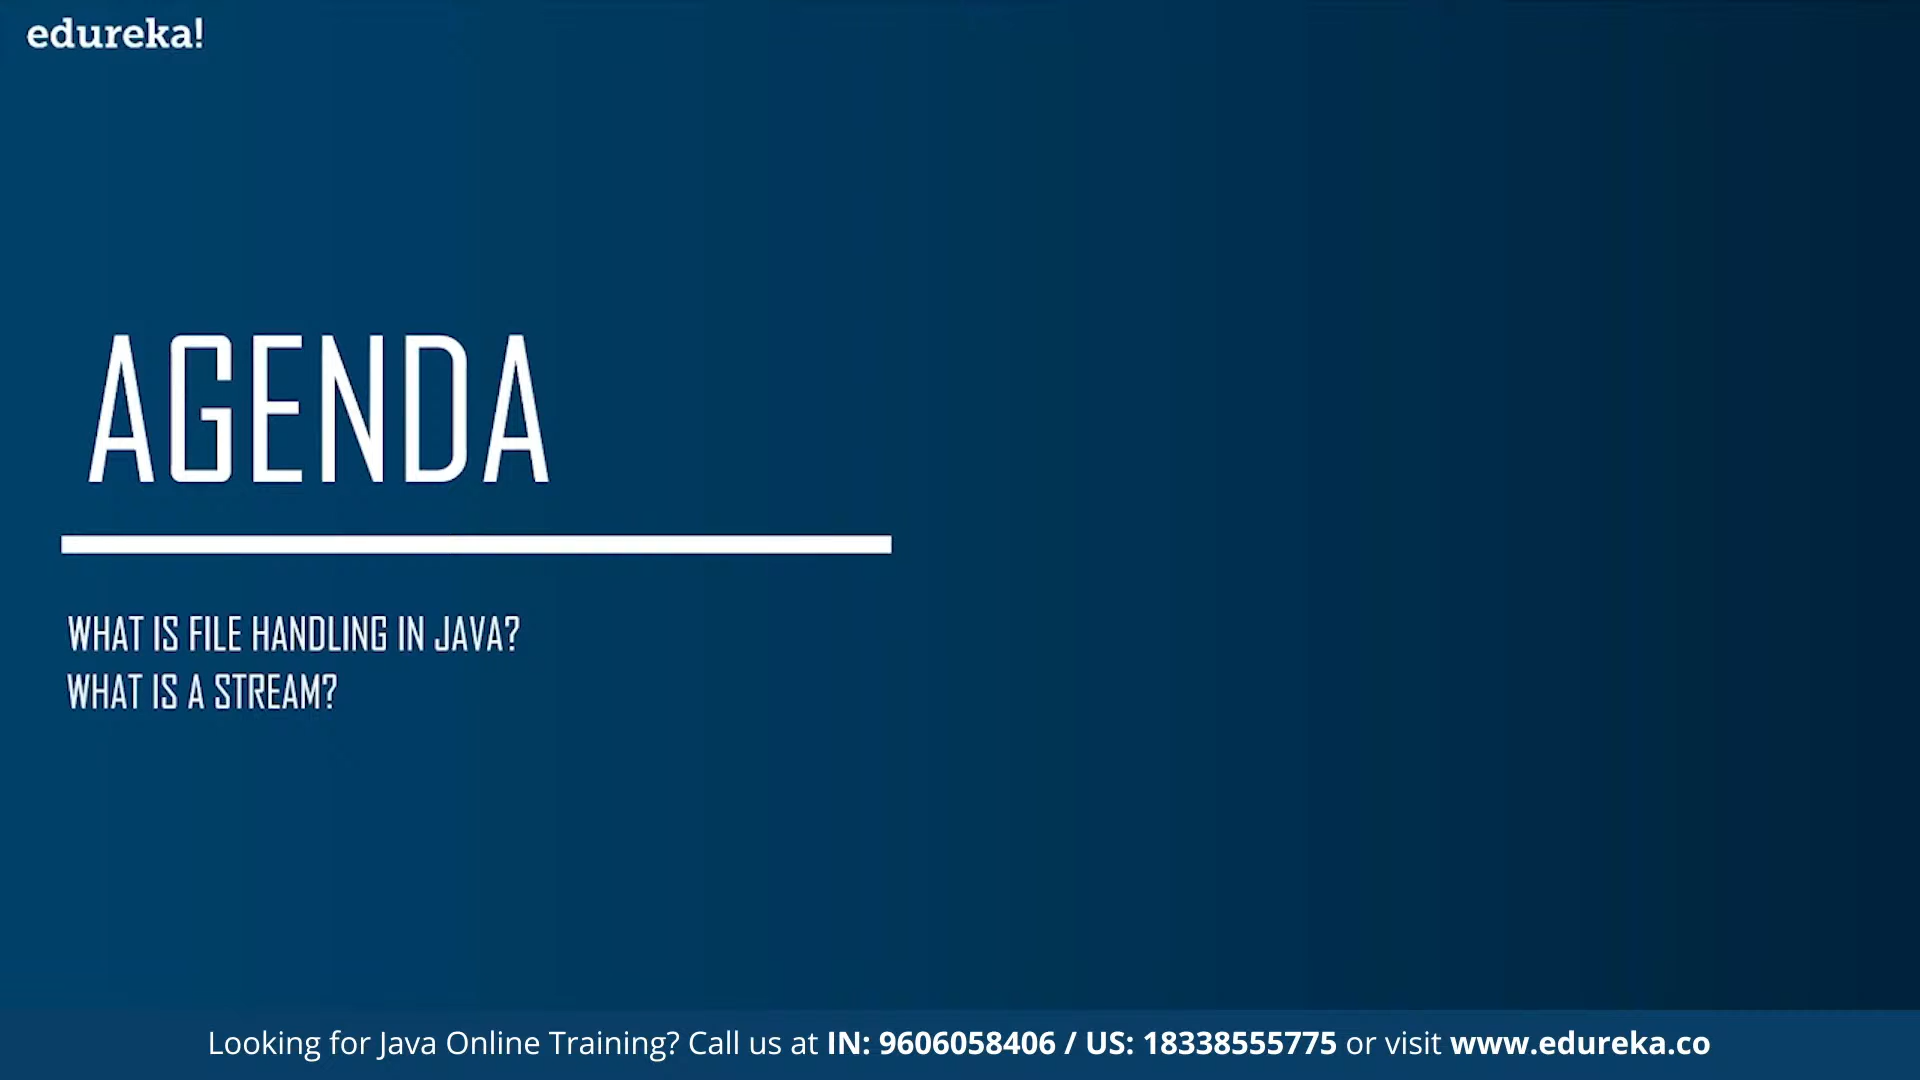 edureka!
AGENDA
WHAT IS FILE HANDLING IN JAVA?
WHAT IS A STREAM?
Looking for Java Online Training? Call us at IN: 9606058406 / US: 18338555775 or visit www.edureka.co